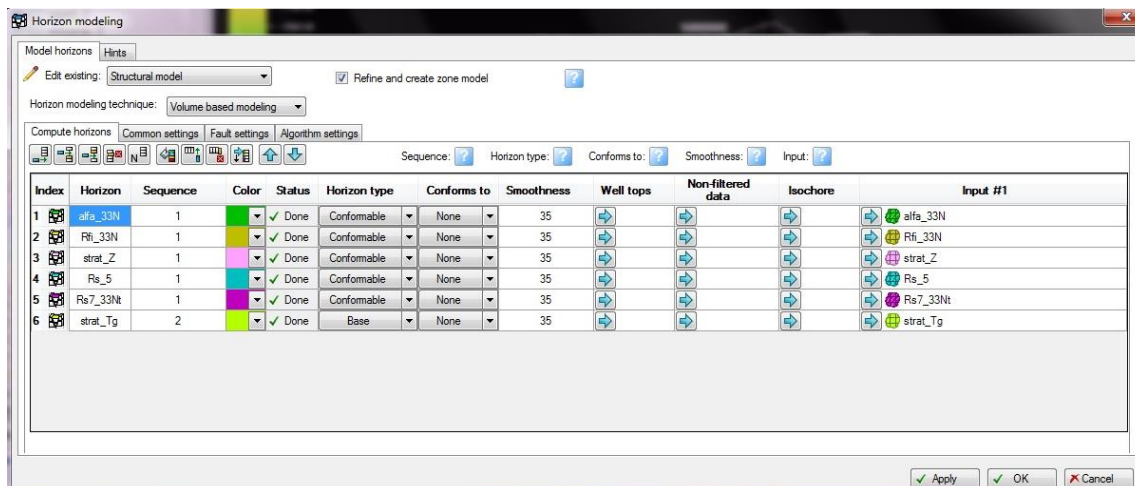 Horizon modeling
Model horizons Hints
Edit existing: Structural model Refine and create zone model ?
Horizon modeling technique: Volume based modeling
Compute horizons Common settings Fault settings Algorithm settings
N Sequence: ? Horizon type: ? Conforms to: ? Smoothness: ? Input: ?
Index Horizon Sequence Color Status Horizon type Conforms to Smoothness Well tops Non-filtered data Isochore Input #1
1 alfa_33N 1 Done Conformable None 35 alfa_33N
2 Rfi_33N 1 Done Conformable None 35 Rfi_33N
3 strat_Z 1 Done Conformable None 35 strat_Z
4 Rs_5 1 Done Conformable None 35 Rs_5
5 Rs7_33Nt 1 Done Conformable None 35 Rs7_33Nt
6 strat_Tg 2 Done Base None 35 strat_Tg
Apply OK Cancel